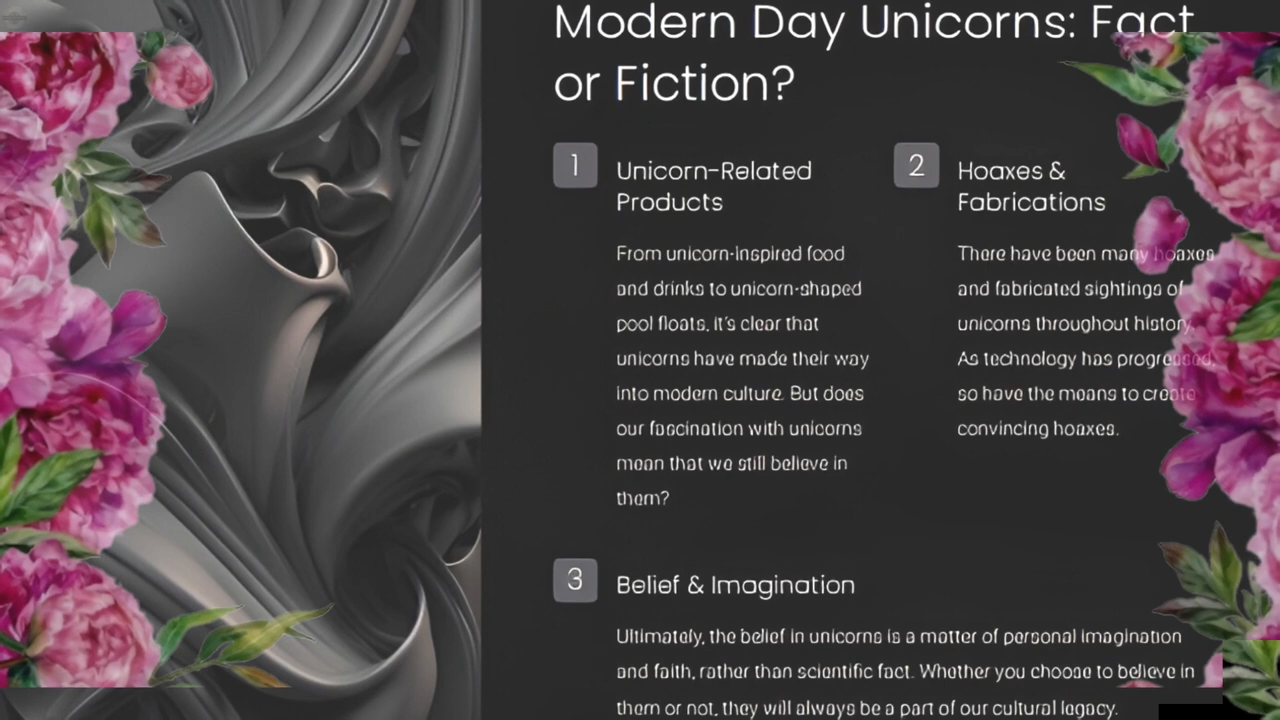 Modern Day Unicorns: Fact
or Fiction?
1
Unicorn-Related
Products
From unicorn-inspired food
and drinks to unicorn-shaped
pool floats, it's clear that
unicorns have made their way
into modern culture. But does
our fascination with unicorns
mean that we still believe in
them?
2
Hoaxes &
Fabrications
There have been many hoaxes
and fabricated sightings of
unicorns throughout history.
As technology has progressed,
so have the means to create
convincing hoaxes.
3
Belief & Imagination
Ultimately, the belief in unicorns is a matter of personal imagination
and faith, rather than scientific fact. Whether you choose to believe in
them or not, they will always be a part of our cultural legacy.